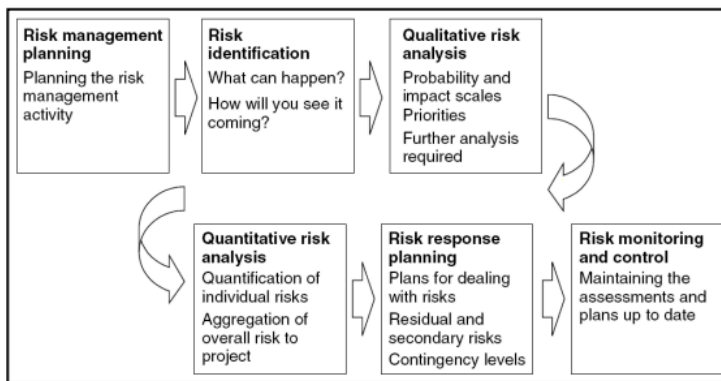 Risk management
planning
Planning the risk
management
activity
Risk
identification
What can happen?
How will you see it
coming?
Qualitative risk
analysis
Probability and
impact scales
Priorities
Further analysis
required
Quantitative risk
analysis
Quantification of
individual risks
Aggregation of
overall risk to
project
Risk response
planning
Plans for dealing
with risks
Residual and
secondary risks
Contingency levels
Risk monitoring
and control
Maintaining the
assessments and
plans up to date